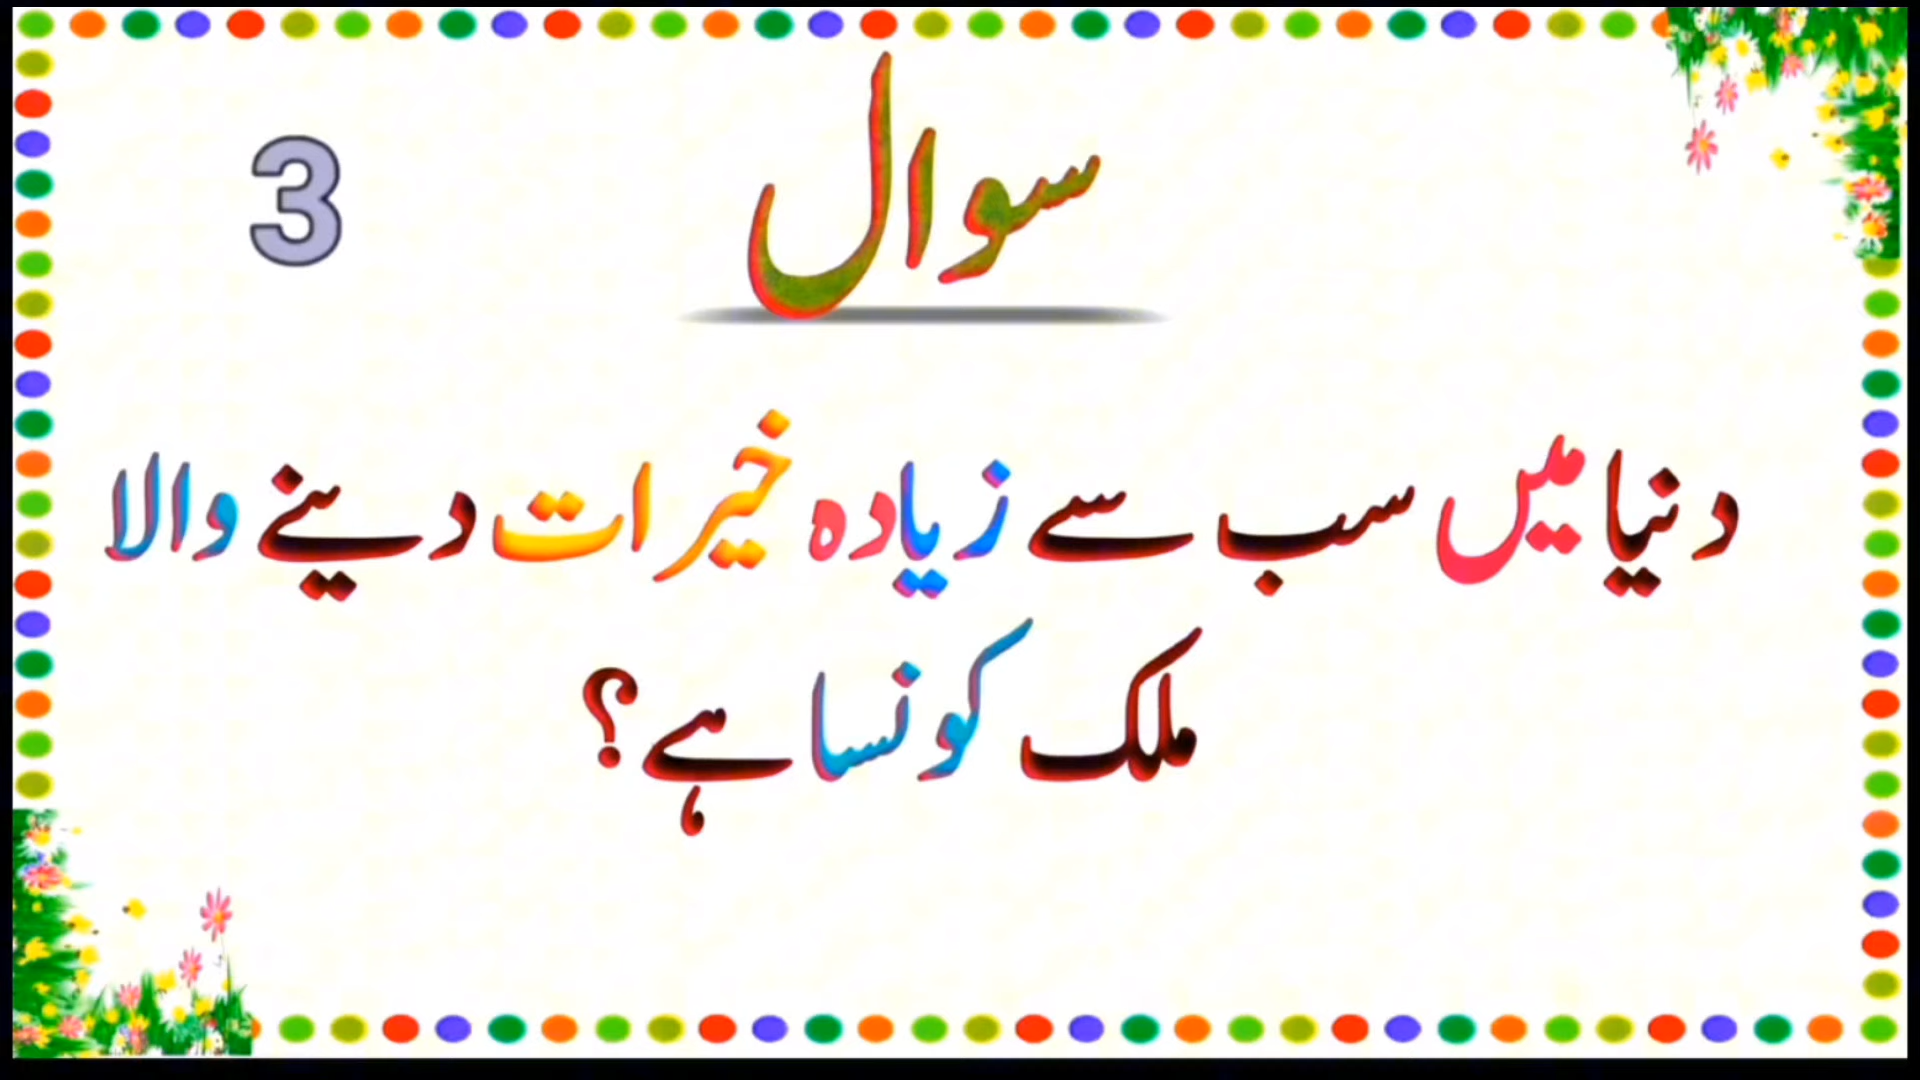 سوال
3
دنیا میں سب سے زیادہ خیرات دینے والا
ملک کونسا ہے؟